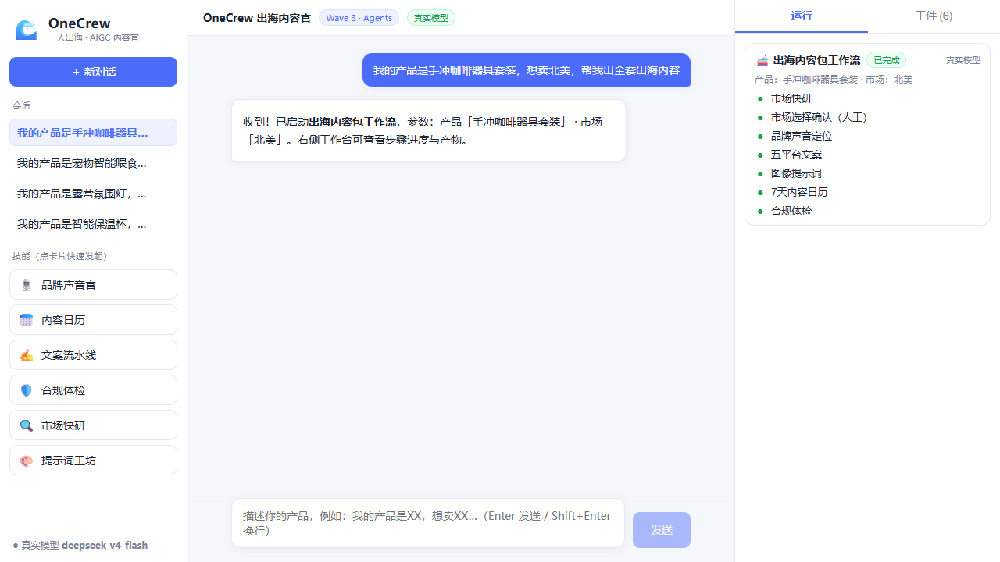 OneCrew
一人出海 · AIGC 内容官
+ 新对话
会话
我的产品是手冲咖啡器具...
我的产品是宠物智能喂食...
我的产品是露营氛围灯，...
我的产品是智能保温杯，...
技能（点卡片快速发起）
品牌声音官
内容日历
文案流水线
合规体检
市场快研
提示词工坊
● 真实模型 deepseek-v4-flash
OneCrew 出海内容官
Wave 3 · Agents
真实模型
我的产品是手冲咖啡器具套装，想卖北美，帮我出全套出海内容
收到！已启动出海内容包工作流，参数：产品「手冲咖啡器具套装」 · 市场
「北美」。右侧工作台可查看步骤进度与产物。
描述你的产品，例如：我的产品是XX，想卖XX...（Enter 发送 / Shift+Enter
换行）
发送
运行
工件 (6)
出海内容包工作流
已完成
真实模型
产品：手冲咖啡器具套装 · 市场：北美
市场快研
市场选择确认（人工）
品牌声音定位
五平台文案
图像提示词
7天内容日历
合规体检